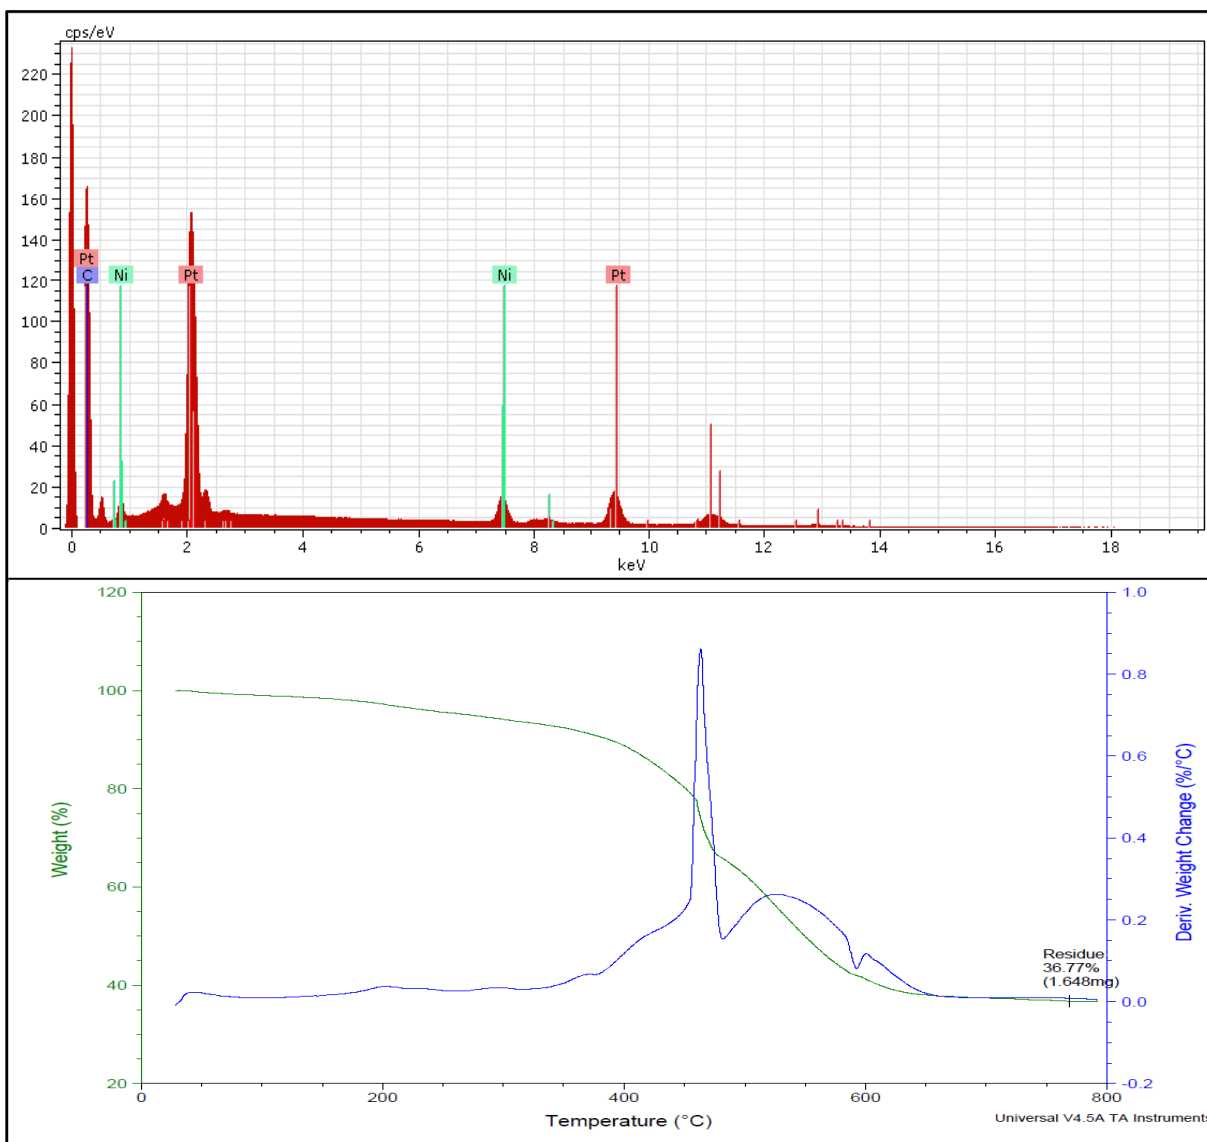 cps/eV
220
200
180
160
140
120
100
80
60
40
20
0
Pt
C
Ni
Pt
Ni
Pt
0 2 4 6 8 10 12 14 16 18
keV
120
100
80
60
40
20
Weight (%)
1.0
0.8
0.6
0.4
0.2
0.0
-0.2
Deriv. Weight Change (%/°C)
Residue
36.77%
(1.648mg)
0 200 400 600 800
Temperature (°C)
Universal V4.5A TA Instruments